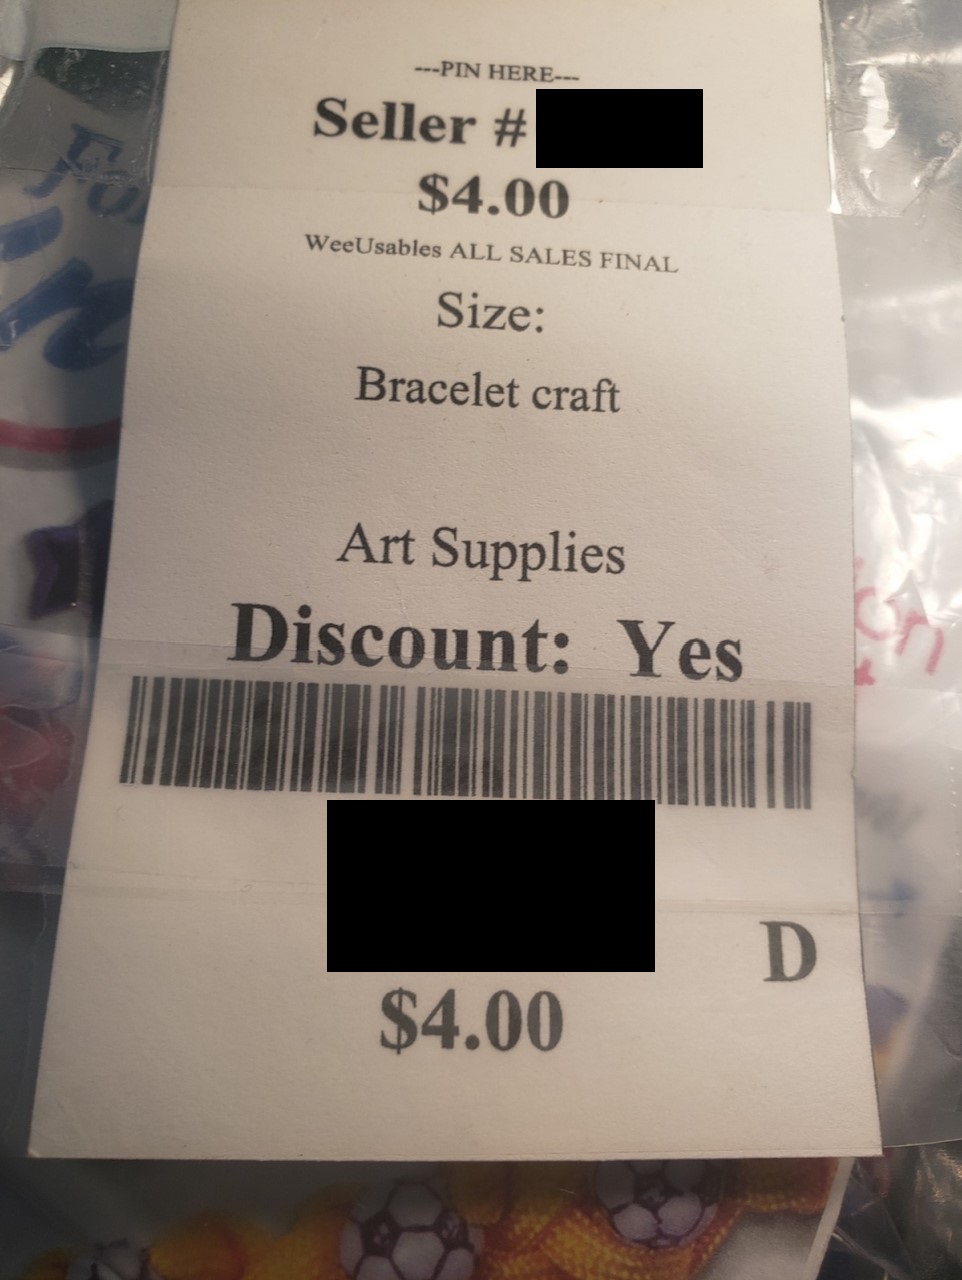 ---PIN HERE---
Seller #
$4.00
WeeUsables ALL SALES FINAL
Size:
Bracelet craft
Art Supplies
Discount: Yes
D
$4.00